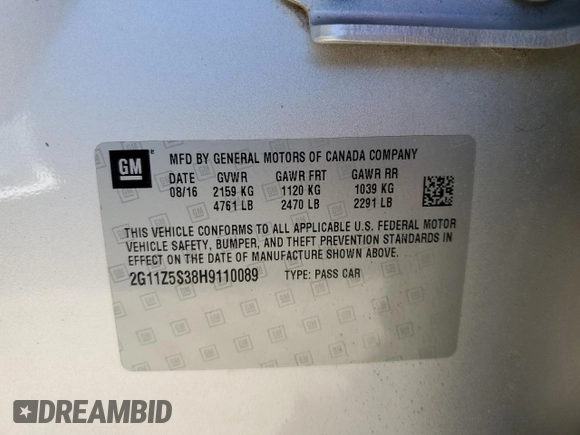 GM
MFD BY GENERAL MOTORS OF CANADA COMPANY
DATE GVWR GAWR FRT GAWR RR
08/16 2159 KG 1120 KG 1039 KG
4761 LB 2470 LB 2291 LB
THIS VEHICLE CONFORMS TO ALL APPLICABLE U.S. FEDERAL MOTOR
VEHICLE SAFETY, BUMPER, AND THEFT PREVENTION STANDARDS IN
EFFECT ON THE DATE OF MANUFACTURE SHOWN ABOVE.
2G11Z5S38H9110089 TYPE: PASS CAR
DREAMBID